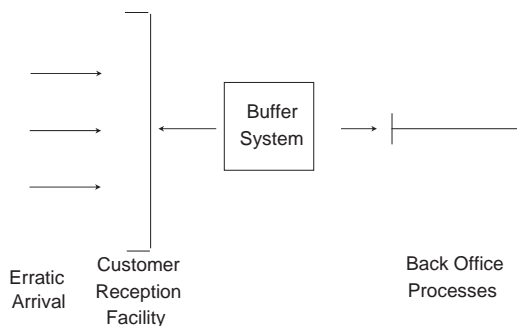 Buffer
System
Erratic
Arrival
Customer
Reception
Facility
Back Office
Processes